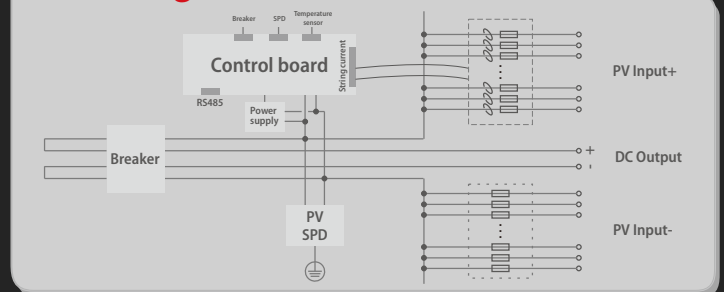 Breaker
SPD
Temperature
sensor
Control board
String current
RS485
Power
supply
PV Input+
Breaker
+
DC Output
-
PV
SPD
PV Input-